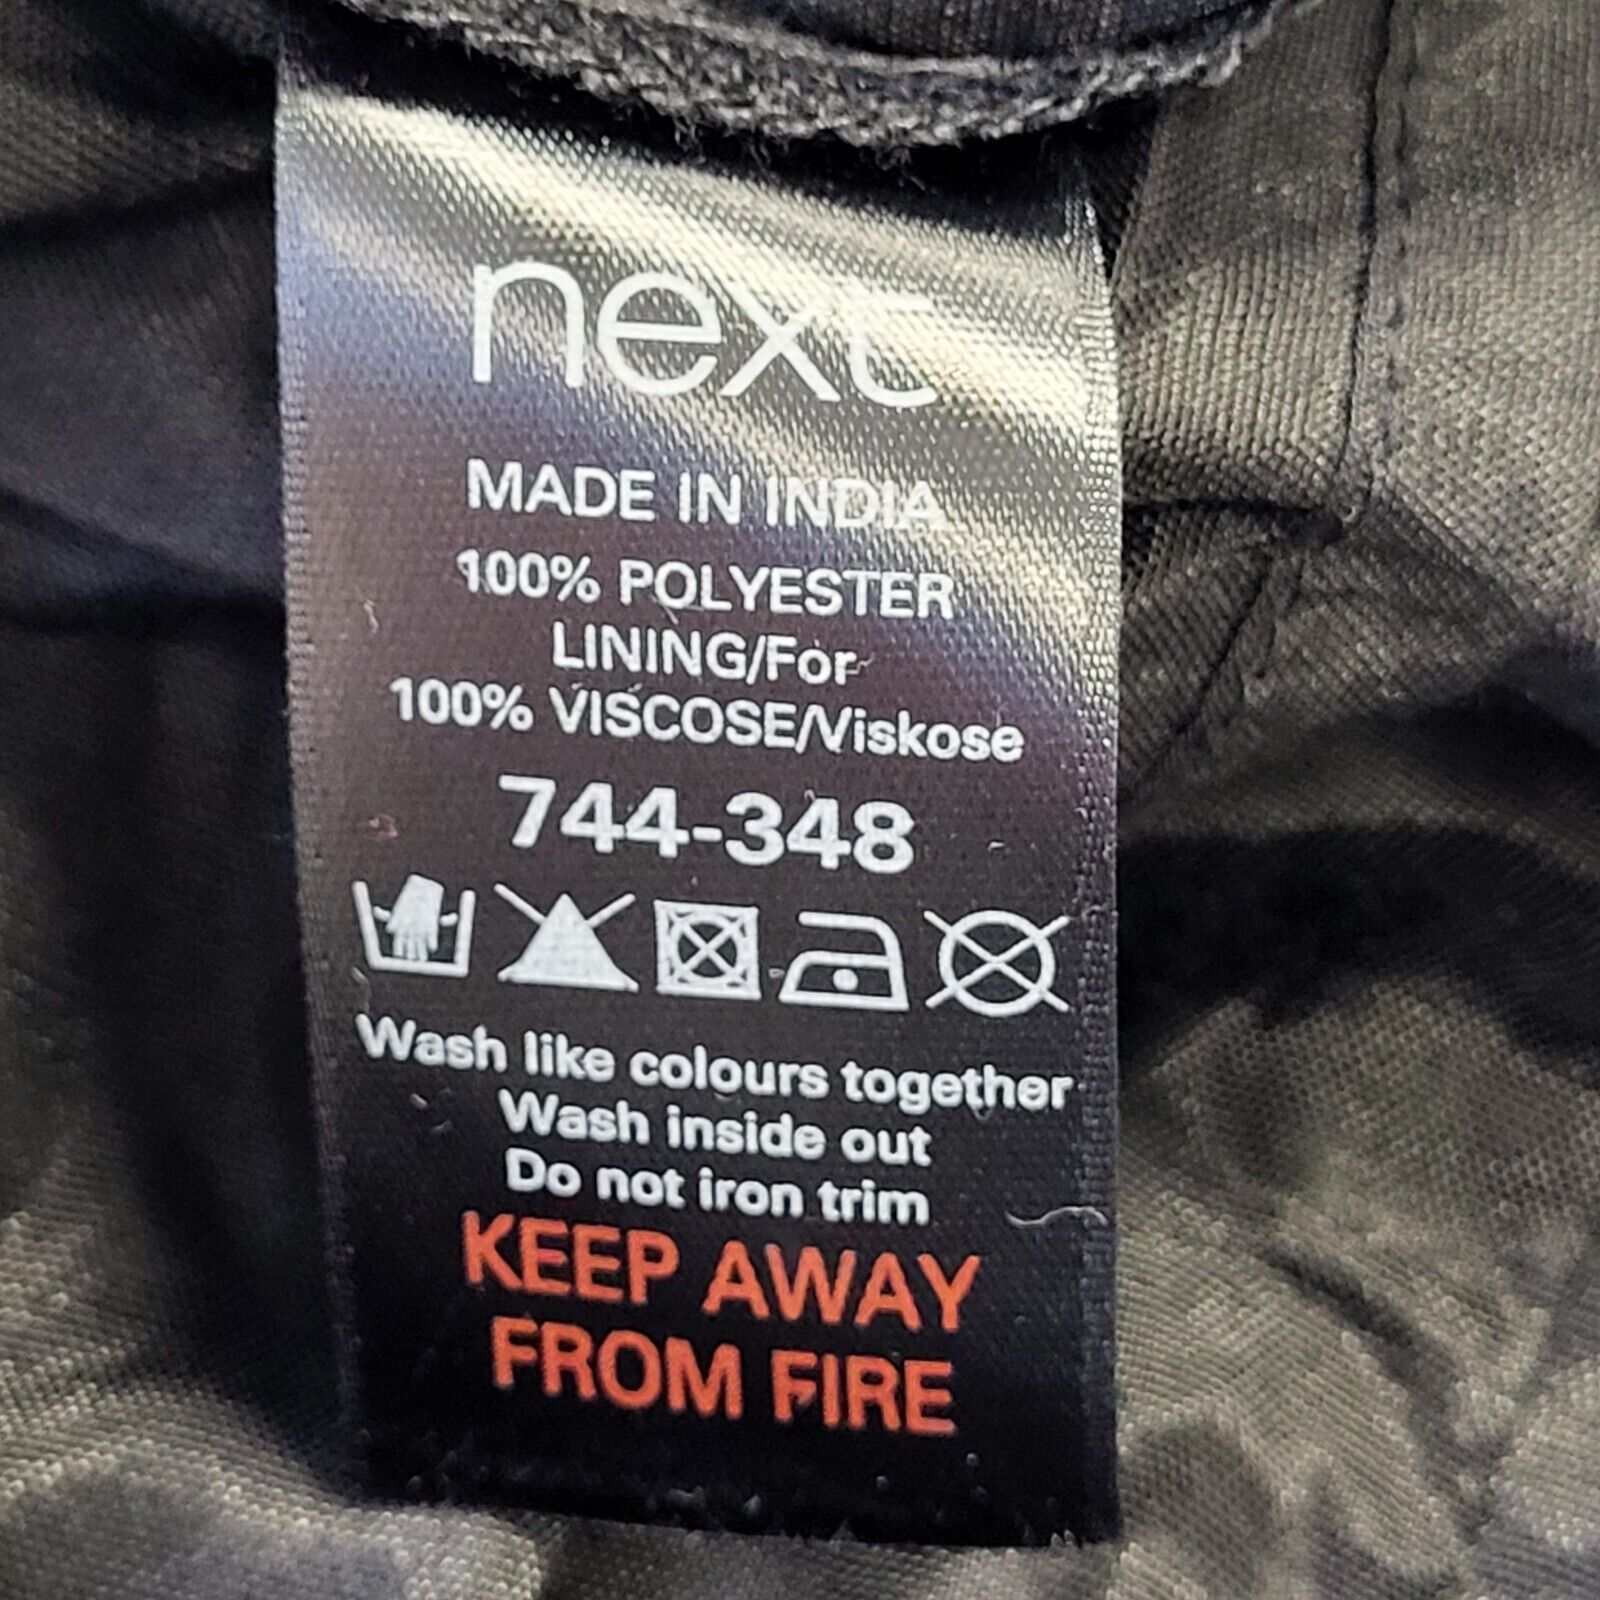 next
MADE IN INDIA
100% POLYESTER
LINING/For
100% VISCOSE/Viskose
744-348
Wash like colours together
Wash inside out
Do not iron trim
KEEP AWAY
FROM FIRE